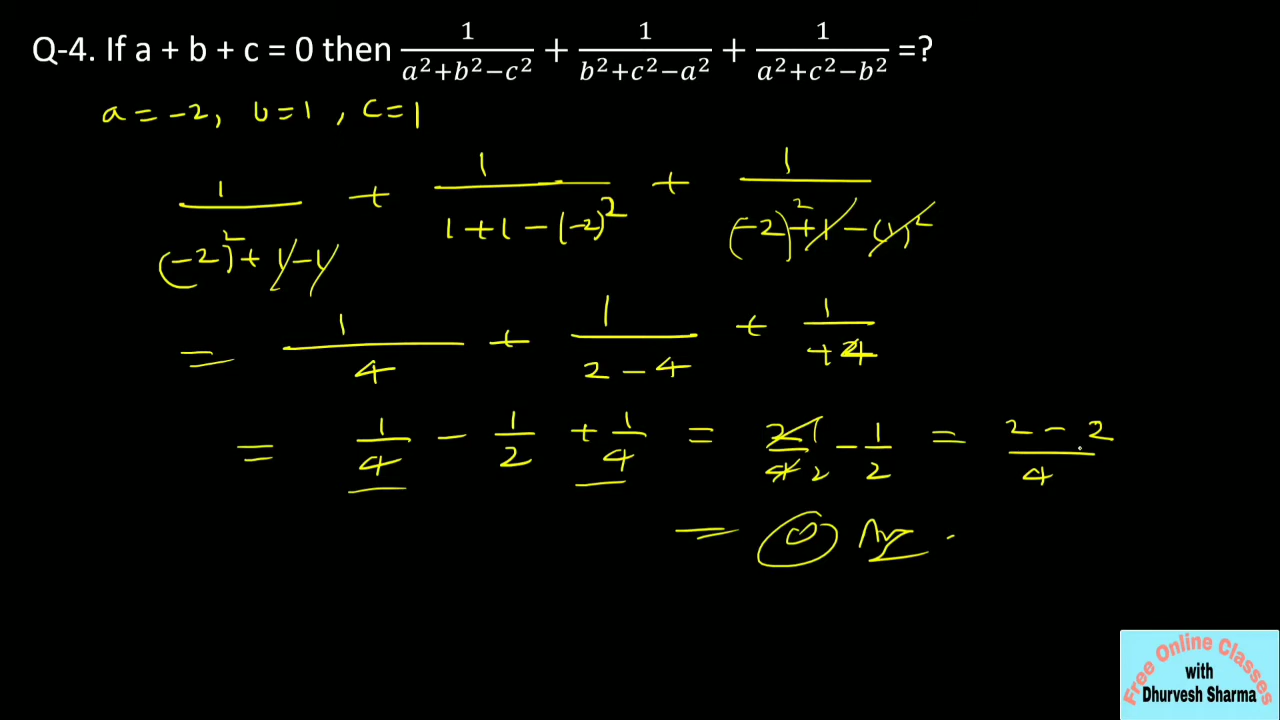 Q-4. If a + b + c = 0 then 1/(a²+b²−c²) + 1/(b²+c²−a²) + 1/(a²+c²−b²) =?
a = -2, b = 1, c = 1
1/((-2)²+1-1) + 1/(1+1-(-2)²) + 1/((-2)²+1-(1)²)
= 1/4 + 1/(2-4) + 1/+4
= 1/4 - 1/2 + 1/4 = 2 1/4 2 - 1/2 = (2-2)/4
= 0 Ans.
Free Online Classes
with
Dhurvesh Sharma